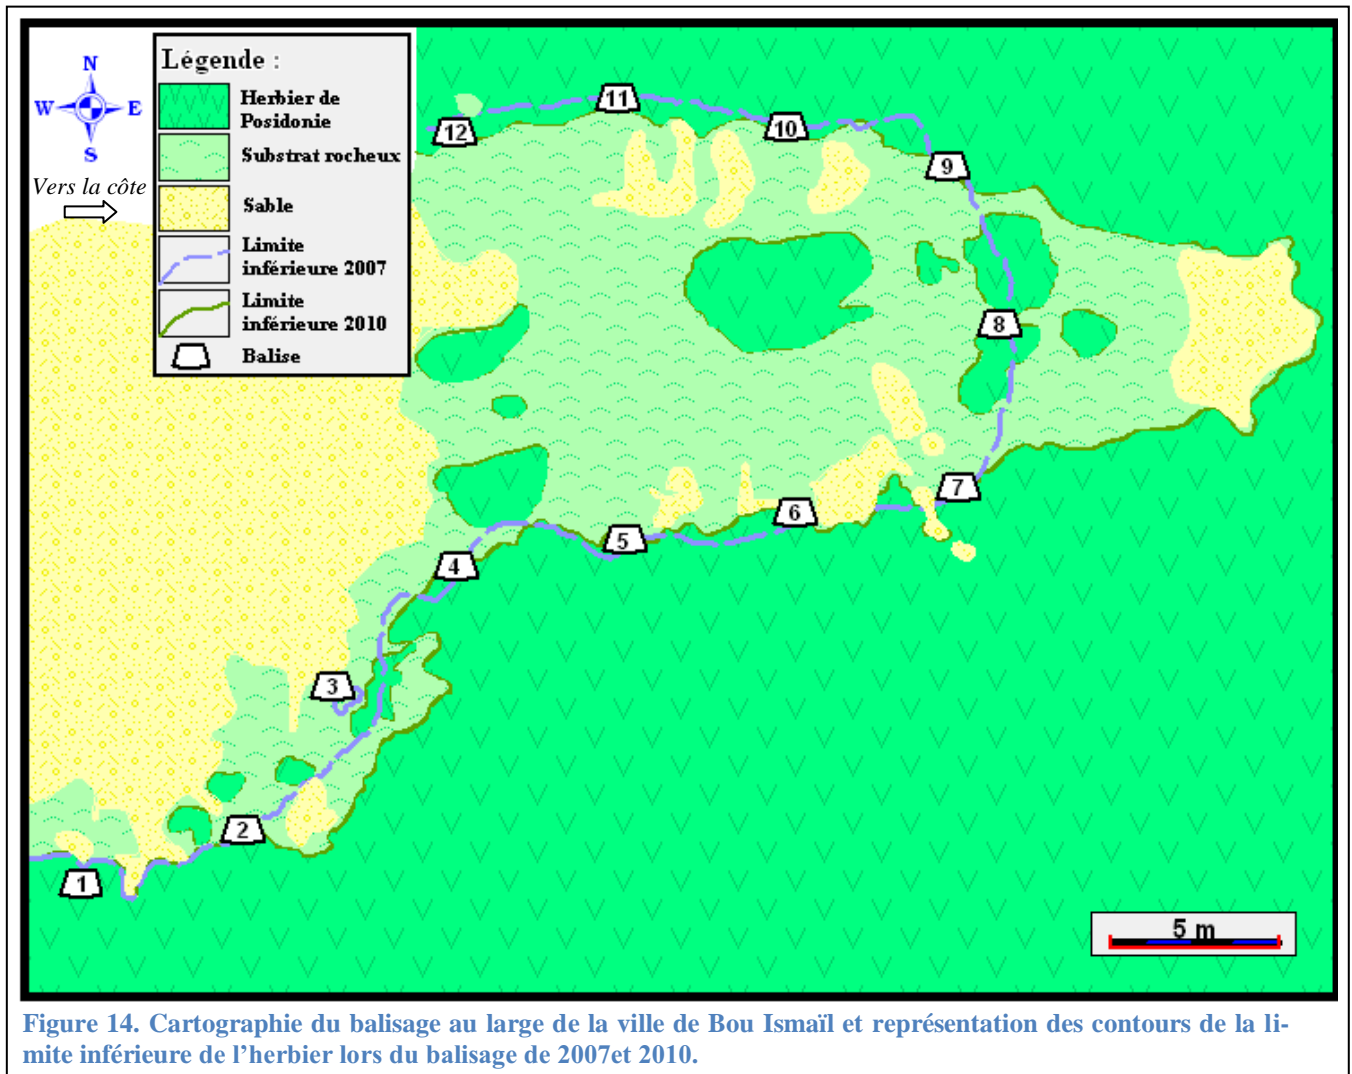 N
W E
S
Vers la côte
Légende :
Herbier de
Posidonie
Substrat rocheux
Sable
Limite
inférieure 2007
Limite
inférieure 2010
Balise
11
12
10
9
8
7
6
5
4
3
2
1
5 m
Figure 14. Cartographie du balisage au large de la ville de Bou Ismaïl et représentation des contours de la li-
mite inférieure de l’herbier lors du balisage de 2007et 2010.